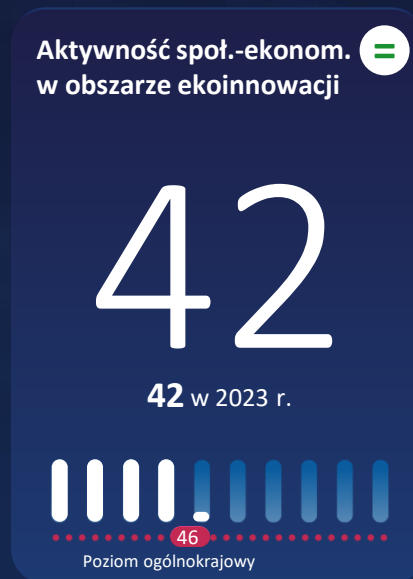 Aktywność społ.-ekonom. =
w obszarze ekoinnowacji
42
42 w 2023 r.
46
Poziom ogólnokrajowy